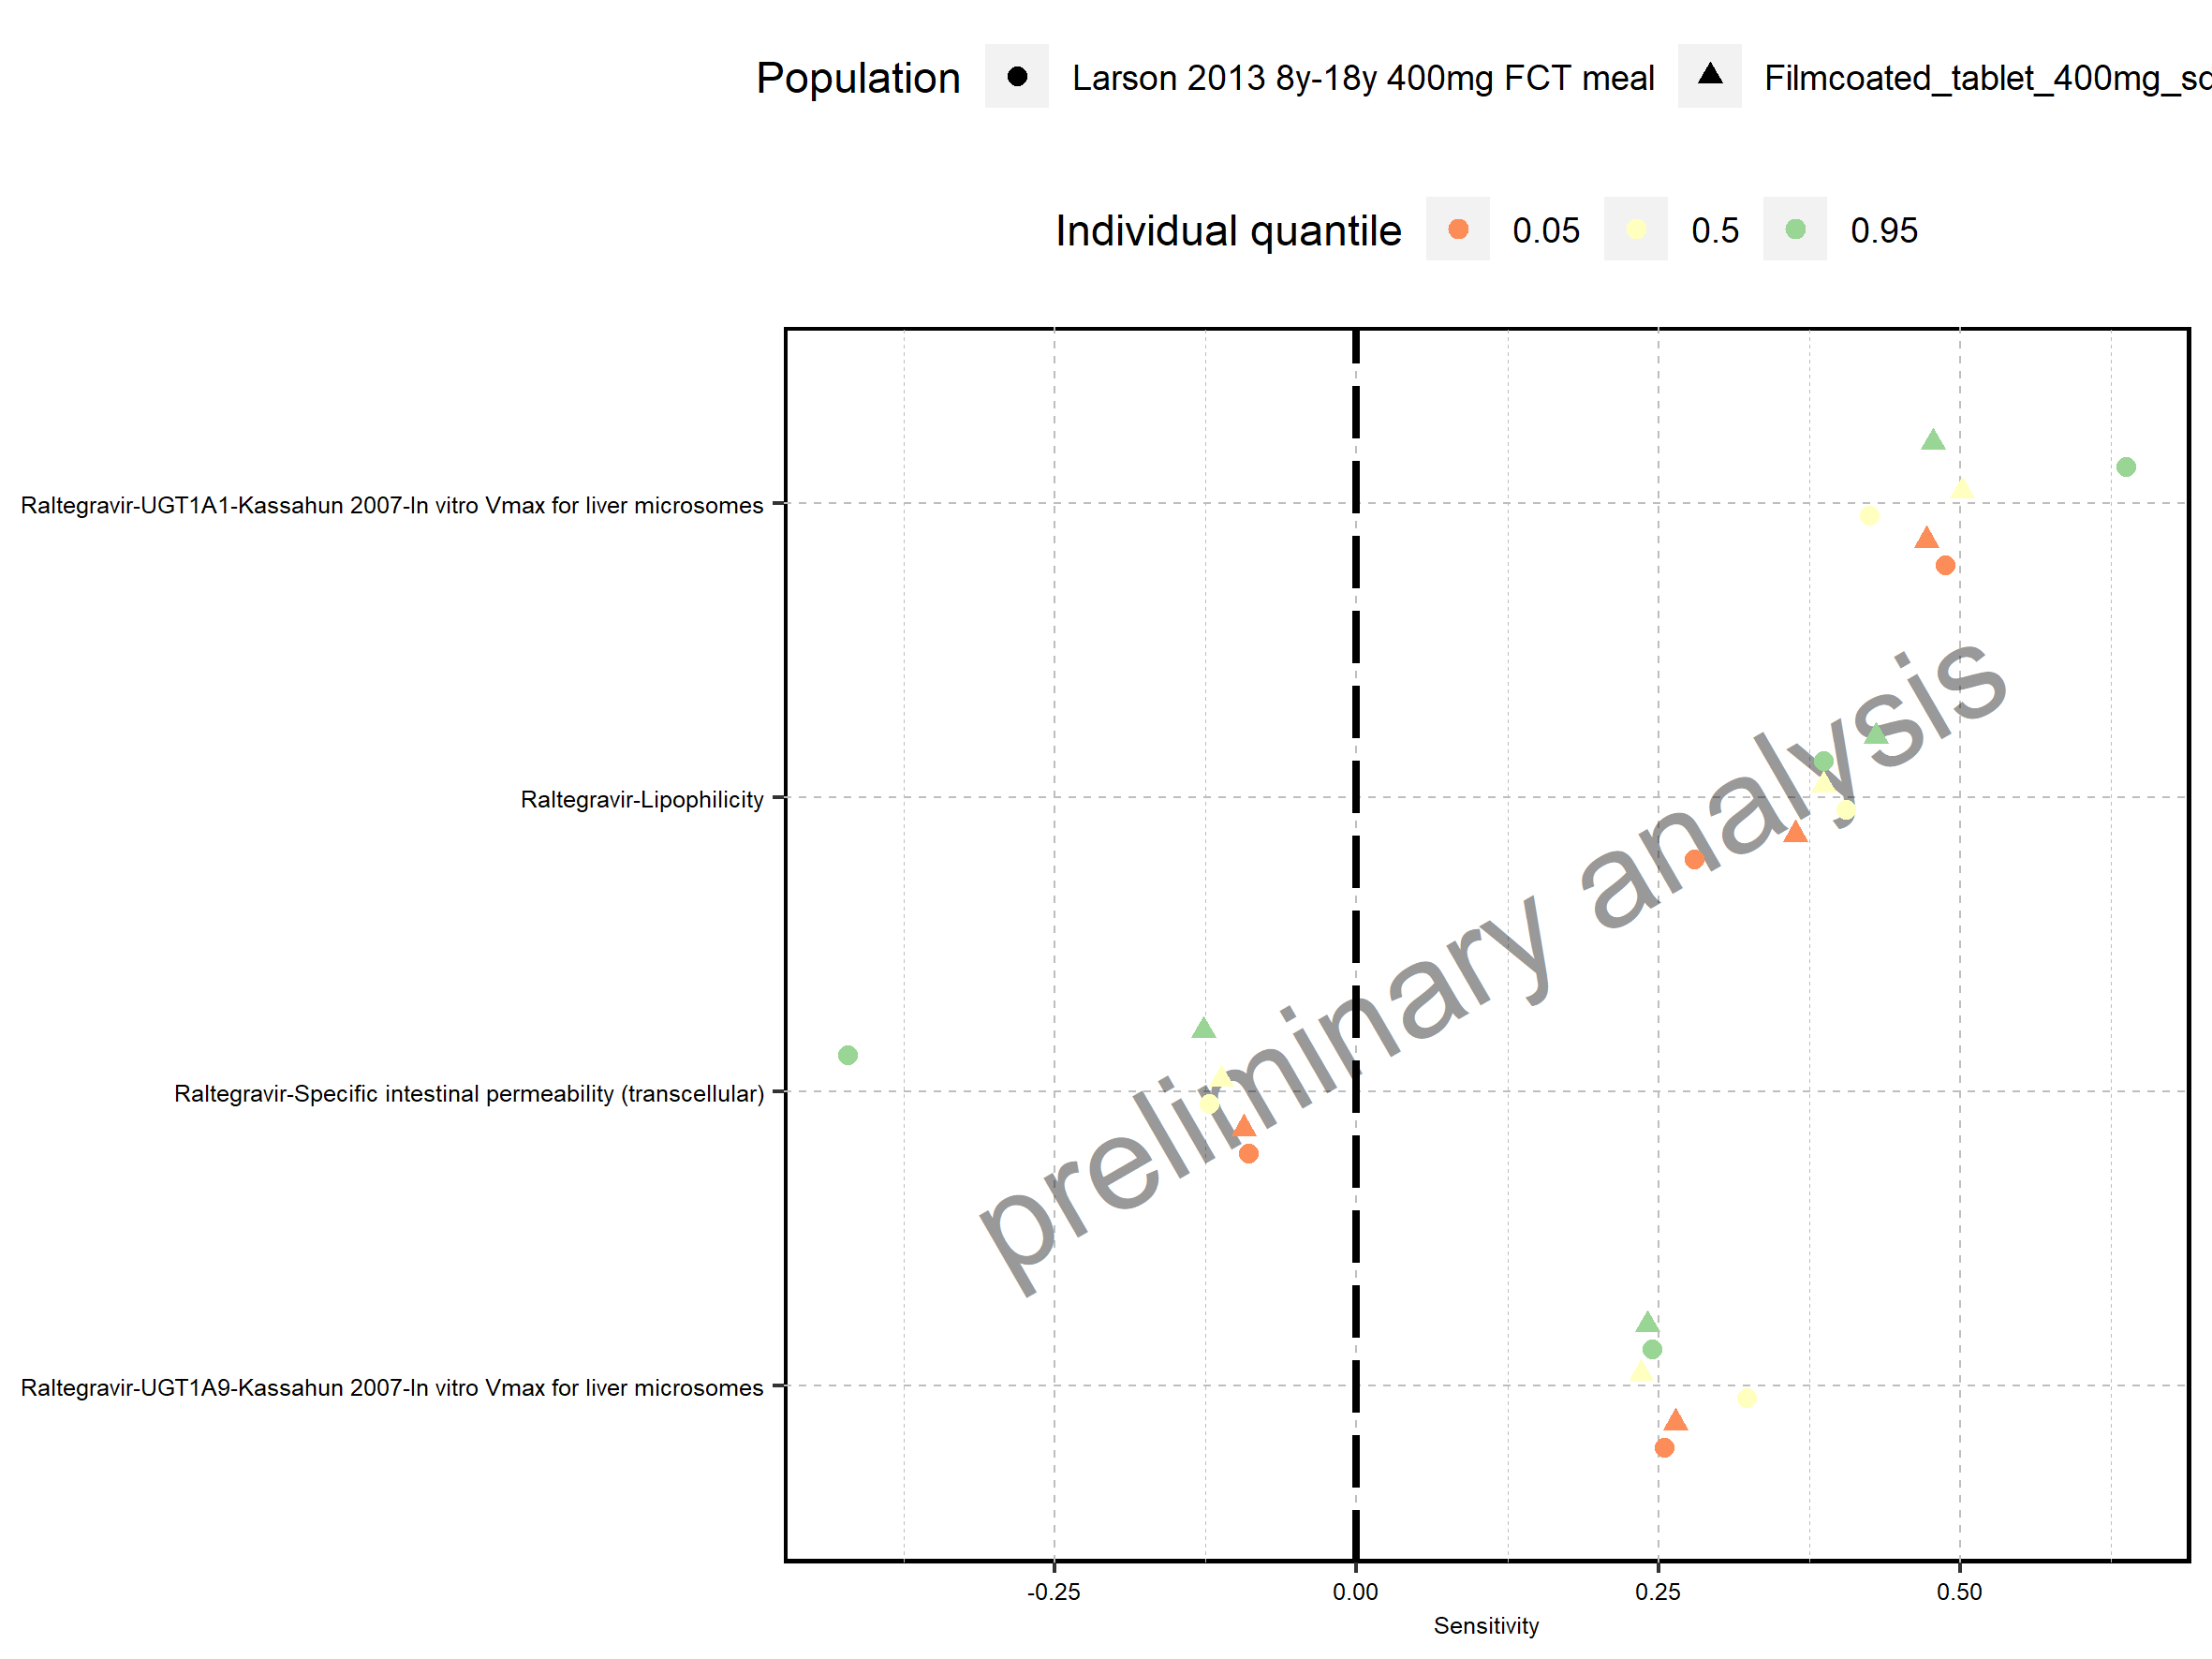 Population Larson 2013 8y-18y 400mg FCT meal Filmcoated_tablet_400mg_sd
Individual quantile 0.05 0.5 0.95
Raltegravir-UGT1A1-Kassahun 2007-In vitro Vmax for liver microsomes
Raltegravir-Lipophilicity
preliminary analysis
Raltegravir-Specific intestinal permeability (transcellular)
Raltegravir-UGT1A9-Kassahun 2007-In vitro Vmax for liver microsomes
-0.25 0.00 0.25 0.50
Sensitivity